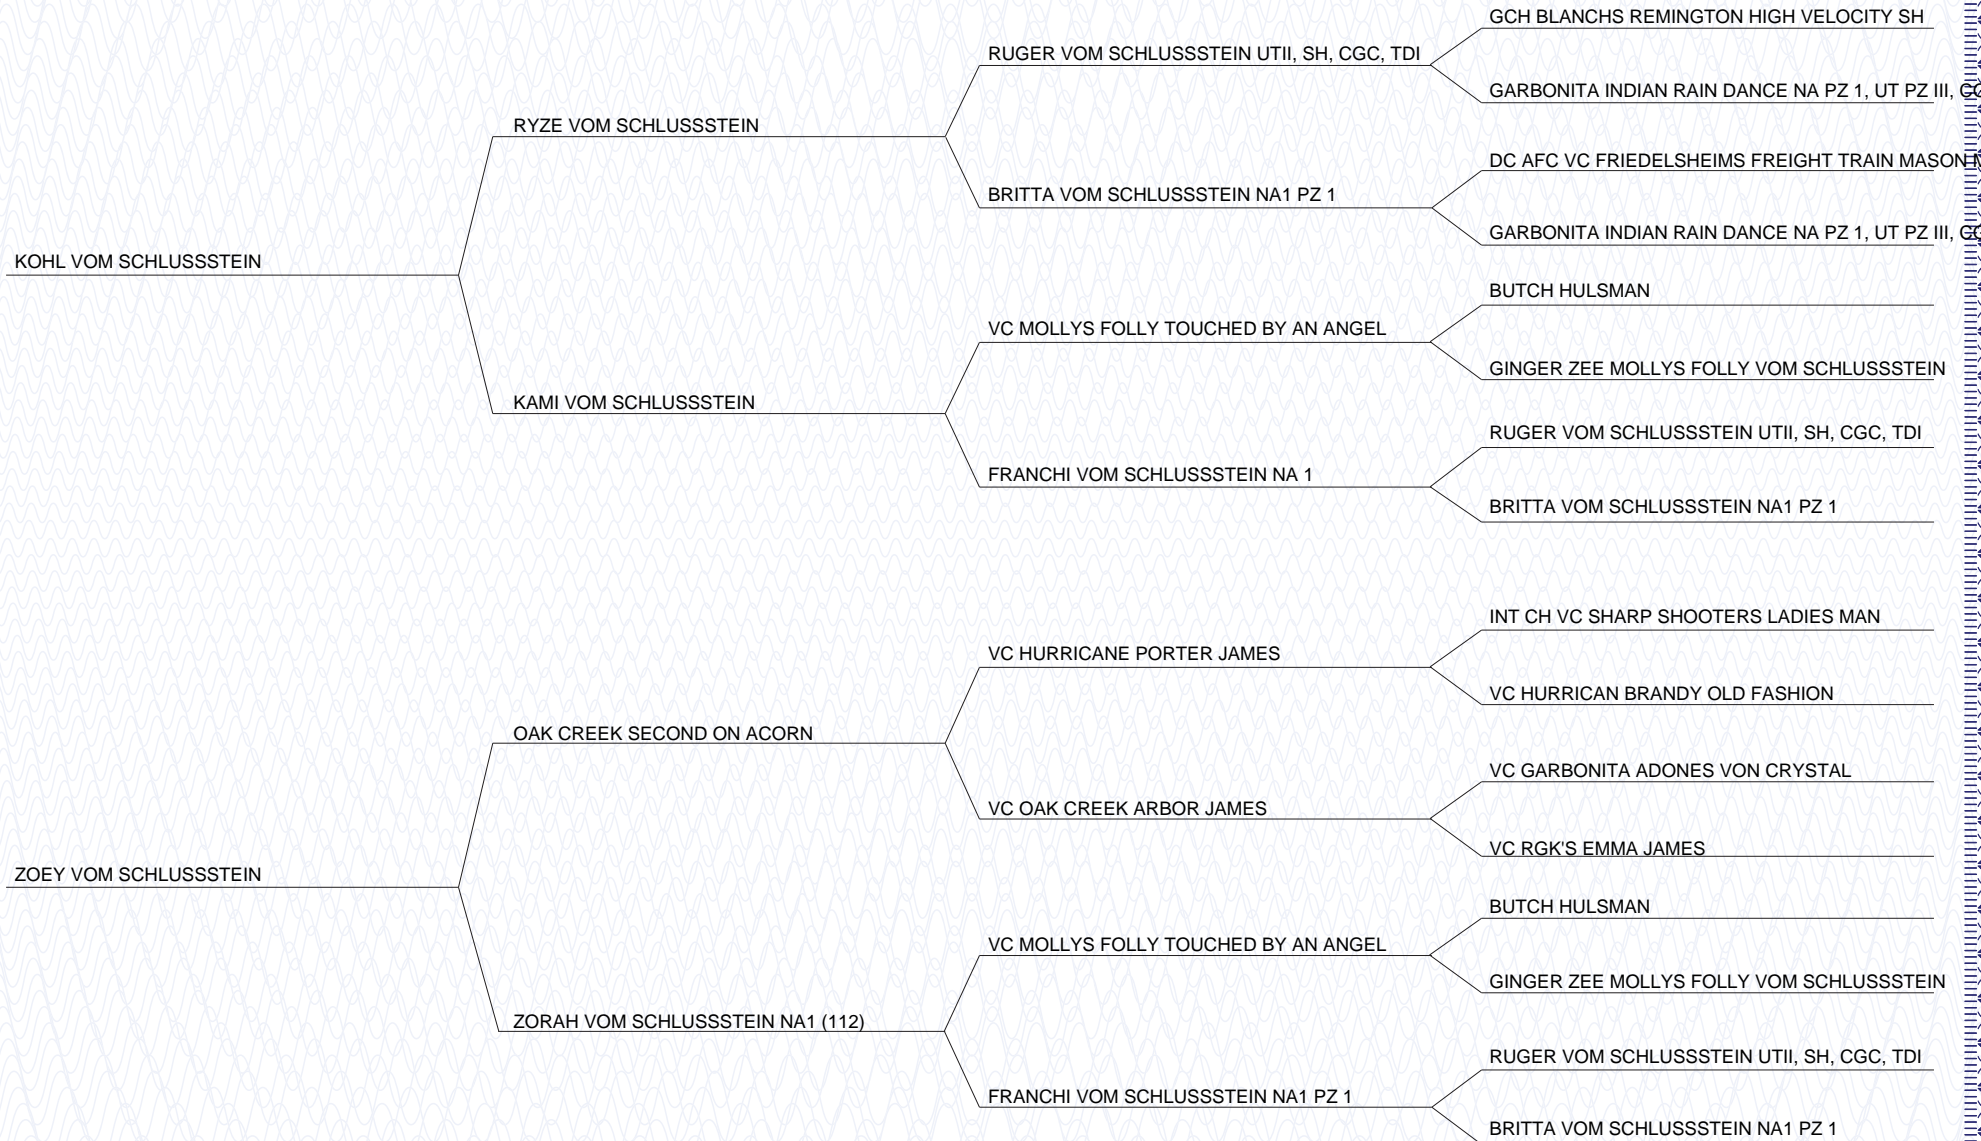 GCH BLANCHS REMINGTON HIGH VELOCITY SH
RUGER VOM SCHLUSSSTEIN UTII, SH, CGC, TDI
GARBONITA INDIAN RAIN DANCE NA PZ 1, UT PZ III,
RYZE VOM SCHLUSSSTEIN
DC AFC VC FRIEDELSHEIMS FREIGHT TRAIN MASON
BRITTA VOM SCHLUSSSTEIN NA1 PZ 1
GARBONITA INDIAN RAIN DANCE NA PZ 1, UT PZ III,
KOHL VOM SCHLUSSSTEIN
BUTCH HULSMAN
VC MOLLYS FOLLY TOUCHED BY AN ANGEL
GINGER ZEE MOLLYS FOLLY VOM SCHLUSSSTEIN
KAMI VOM SCHLUSSSTEIN
RUGER VOM SCHLUSSSTEIN UTII, SH, CGC, TDI
FRANCHI VOM SCHLUSSSTEIN NA 1
BRITTA VOM SCHLUSSSTEIN NA1 PZ 1
INT CH VC SHARP SHOOTERS LADIES MAN
VC HURRICANE PORTER JAMES
VC HURRICAN BRANDY OLD FASHION
OAK CREEK SECOND ON ACORN
VC GARBONITA ADONES VON CRYSTAL
VC OAK CREEK ARBOR JAMES
VC RGK'S EMMA JAMES
ZOEY VOM SCHLUSSSTEIN
BUTCH HULSMAN
VC MOLLYS FOLLY TOUCHED BY AN ANGEL
GINGER ZEE MOLLYS FOLLY VOM SCHLUSSSTEIN
ZORAH VOM SCHLUSSSTEIN NA1 (112)
RUGER VOM SCHLUSSSTEIN UTII, SH, CGC, TDI
FRANCHI VOM SCHLUSSSTEIN NA1 PZ 1
BRITTA VOM SCHLUSSSTEIN NA1 PZ 1